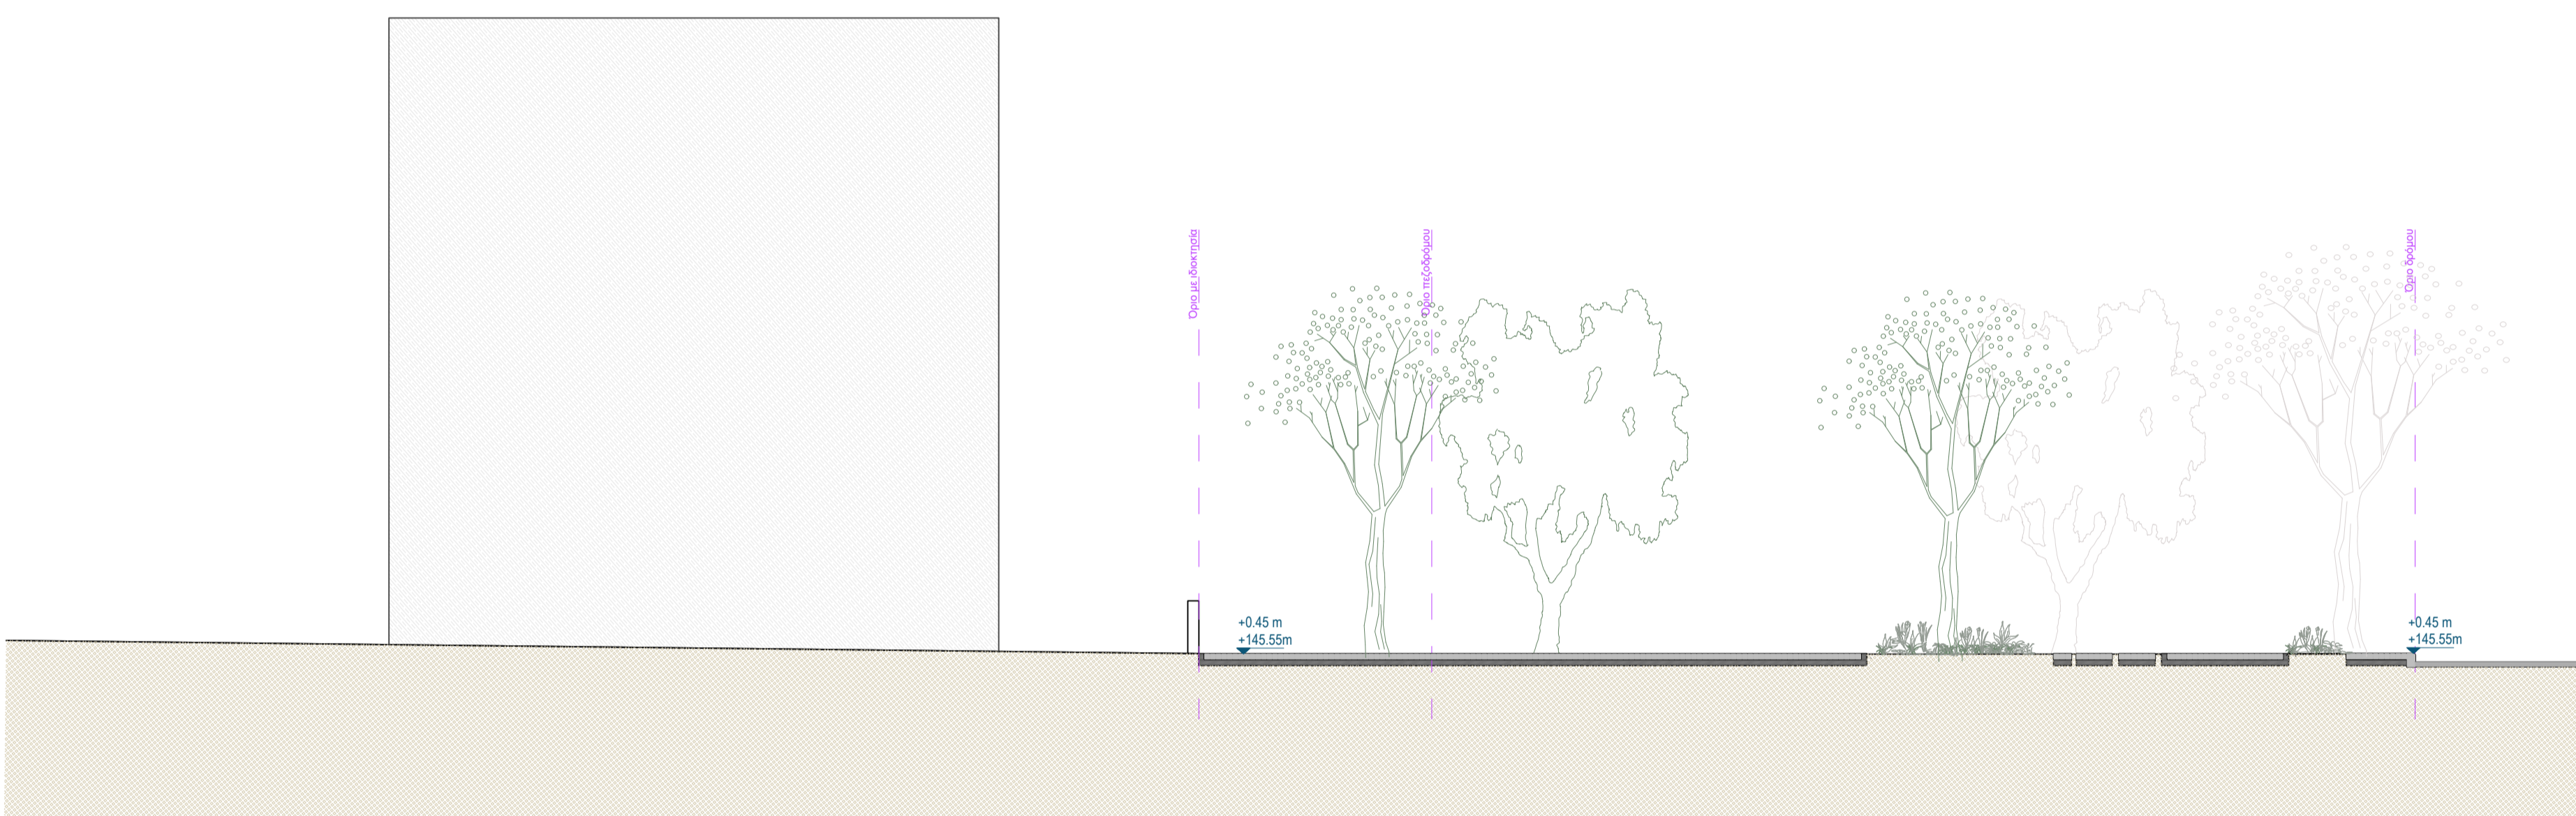 Όριο με ιδιοκτησία
Όριο πεζοδρόμου
Όριο δρόμου
+0.45 m
+145.55m
+0.45 m
+145.55m